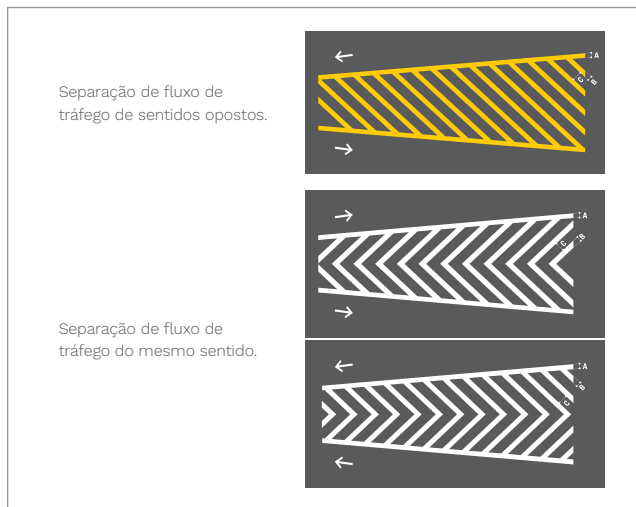 Separação de fluxo de
tráfego de sentidos opostos.
A
C
B
Separação de fluxo de
tráfego do mesmo sentido.
A
C
B
A
B
C